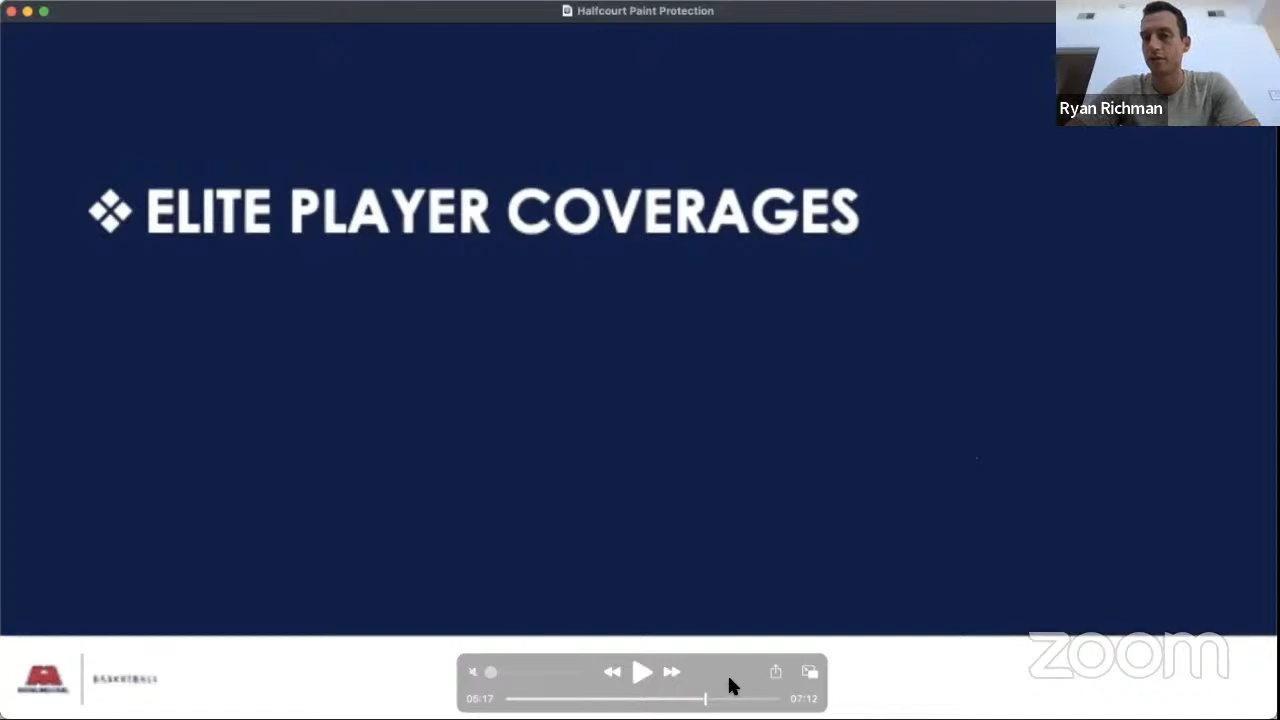 Halfcourt Paint Protection
Ryan Richman
❖ ELITE PLAYER COVERAGES
BASKETBALL
05:17
07:12
zoom